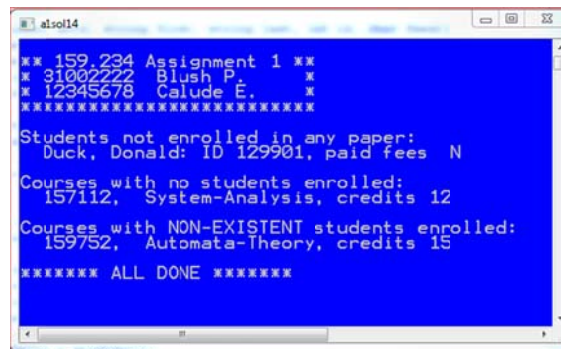 a1sol14
** 159.234 Assignment 1 **
* 31002222 Blush P. *
* 12345678 Calude E. *
*************************
Students not enrolled in any paper:
Duck, Donald: ID 129901, paid fees N
Courses with no students enrolled:
157112, System-Analysis, credits 12
Courses with NON-EXISTENT students enrolled:
159752, Automata-Theory, credits 15
******* ALL DONE *******